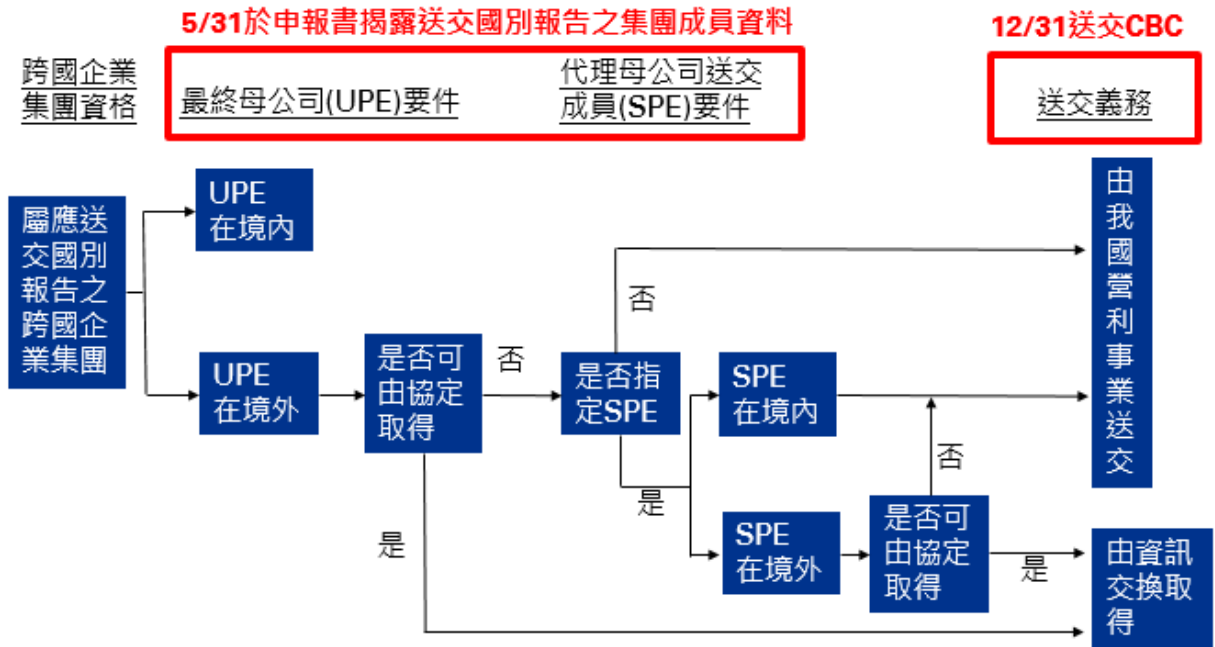 5/31於申報書揭露送交國別報告之集團成員資料
12/31送交CBC
跨國企業
集團資格
最終母公司(UPE)要件
代理母公司送交
成員(SPE)要件
送交義務
屬應送
交國別
報告之
跨國企
業集團
UPE
在境內
UPE
在境外
是否可
由協定
取得
否
是
是否指
定SPE
否
是
SPE
在境內
SPE
在境外
是否可
由協定
取得
否
是
由
我
國
營
利
事
業
送
交
由資訊
交換取
得